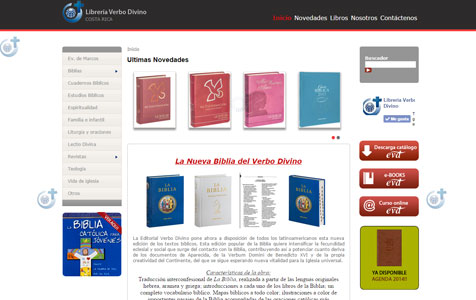 Librería Verbo Divino
COSTA RICA
Inicio Novedades Libros Nosotros Contáctenos
Inicio
Ultimas Novedades
Ev. de Marcos
Biblias
Cuadernos Bíblicos
Estudios Bíblicos
Espiritualidad
Familia e infantil
Liturgia y oraciones
Lectio Divina
Revistas
Teología
Vida de Iglesia
Otros
LA BIBLIA
CATÓLICA PARA
JÓVENES
La Nueva Biblia del Verbo Divino
LA BIBLIA
LA BIBLIA
LA BIBLIA
La Editorial Verbo Divino pone ahora a disposición de todos los latinoamericanos esta nueva
edición de los textos bíblicos. Esta edición popular de la Biblia quiere intensificar la fecundidad
eclesial y social que surge del contacto con la Biblia, contribuyendo así a potenciar cuanto deriva
de los documentos de Aparecida, de la Verbum Domini de Benedicto XVI y de la propia
creatividad del Continente, del que se sigue esperando nueva vitalidad para la Iglesia universal.
Características de la obra:
Traducción interconfesional de La Biblia, realizada a partir de las lenguas originales
hebrea, aramea y griega; introducciones a cada uno de los libros de la Biblia; un
completo vocabulario bíblico. Mapas bíblicos a todo color; ilustraciones a color de
Buscador
Librería Verbo
Divino
Me gusta
Descarga catálogo
evd
e-BOOKS
evd
Curso online
evd
YA DISPONIBLE
AGENDA 2014!!